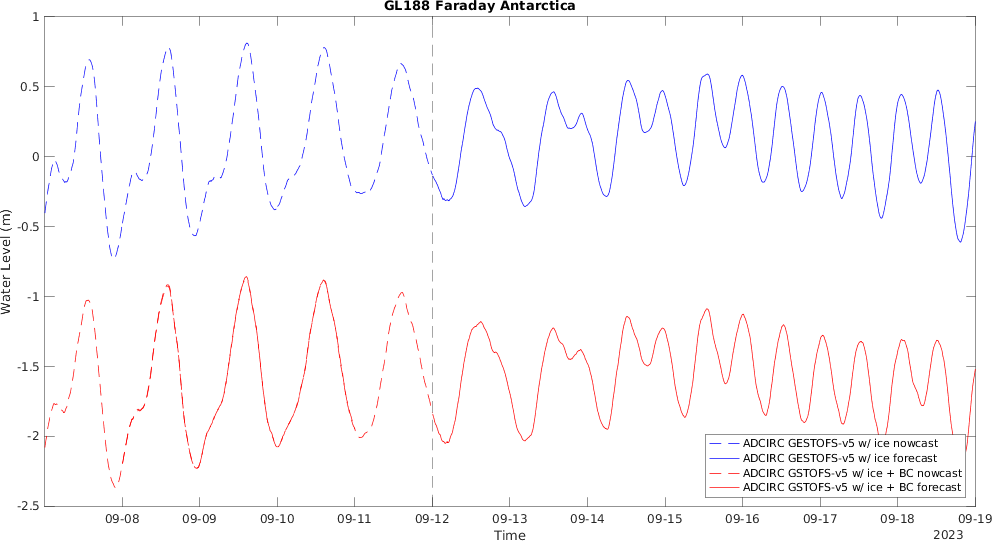 GL188 Faraday Antarctica
Water Level (m)
1
0.5
0
-0.5
-1
-1.5
-2
-2.5
ADCIRC GESTOFS-v5 w/ ice nowcast
ADCIRC GESTOFS-v5 w/ ice forecast
ADCIRC GSTOFS-v5 w/ ice + BC nowcast
ADCIRC GSTOFS-v5 w/ ice + BC forecast
09-08 09-09 09-10 09-11 09-12 09-13 09-14 09-15 09-16 09-17 09-18 09-19
Time
2023